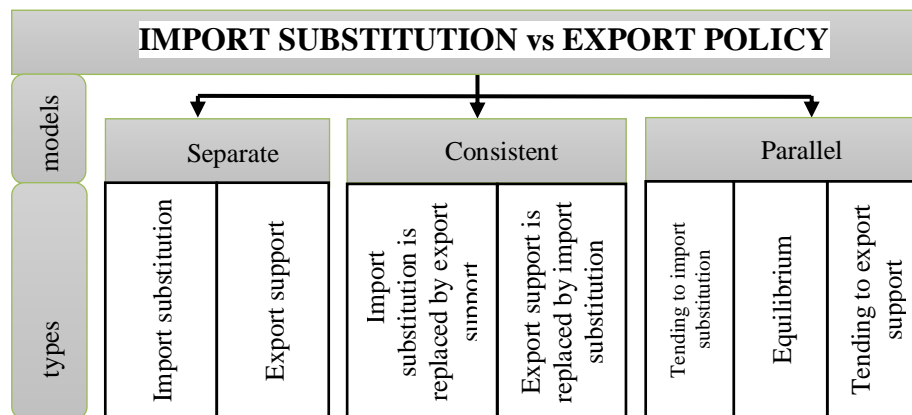 IMPORT SUBSTITUTION vs EXPORT POLICY
models
Separate
Consistent
Parallel
types
Import substitution
Export support
Import
substitution is
replaced by export
support
Export support is
replaced by import
substitution
Tending to import
substitution
Equilibrium
Tending to export
support